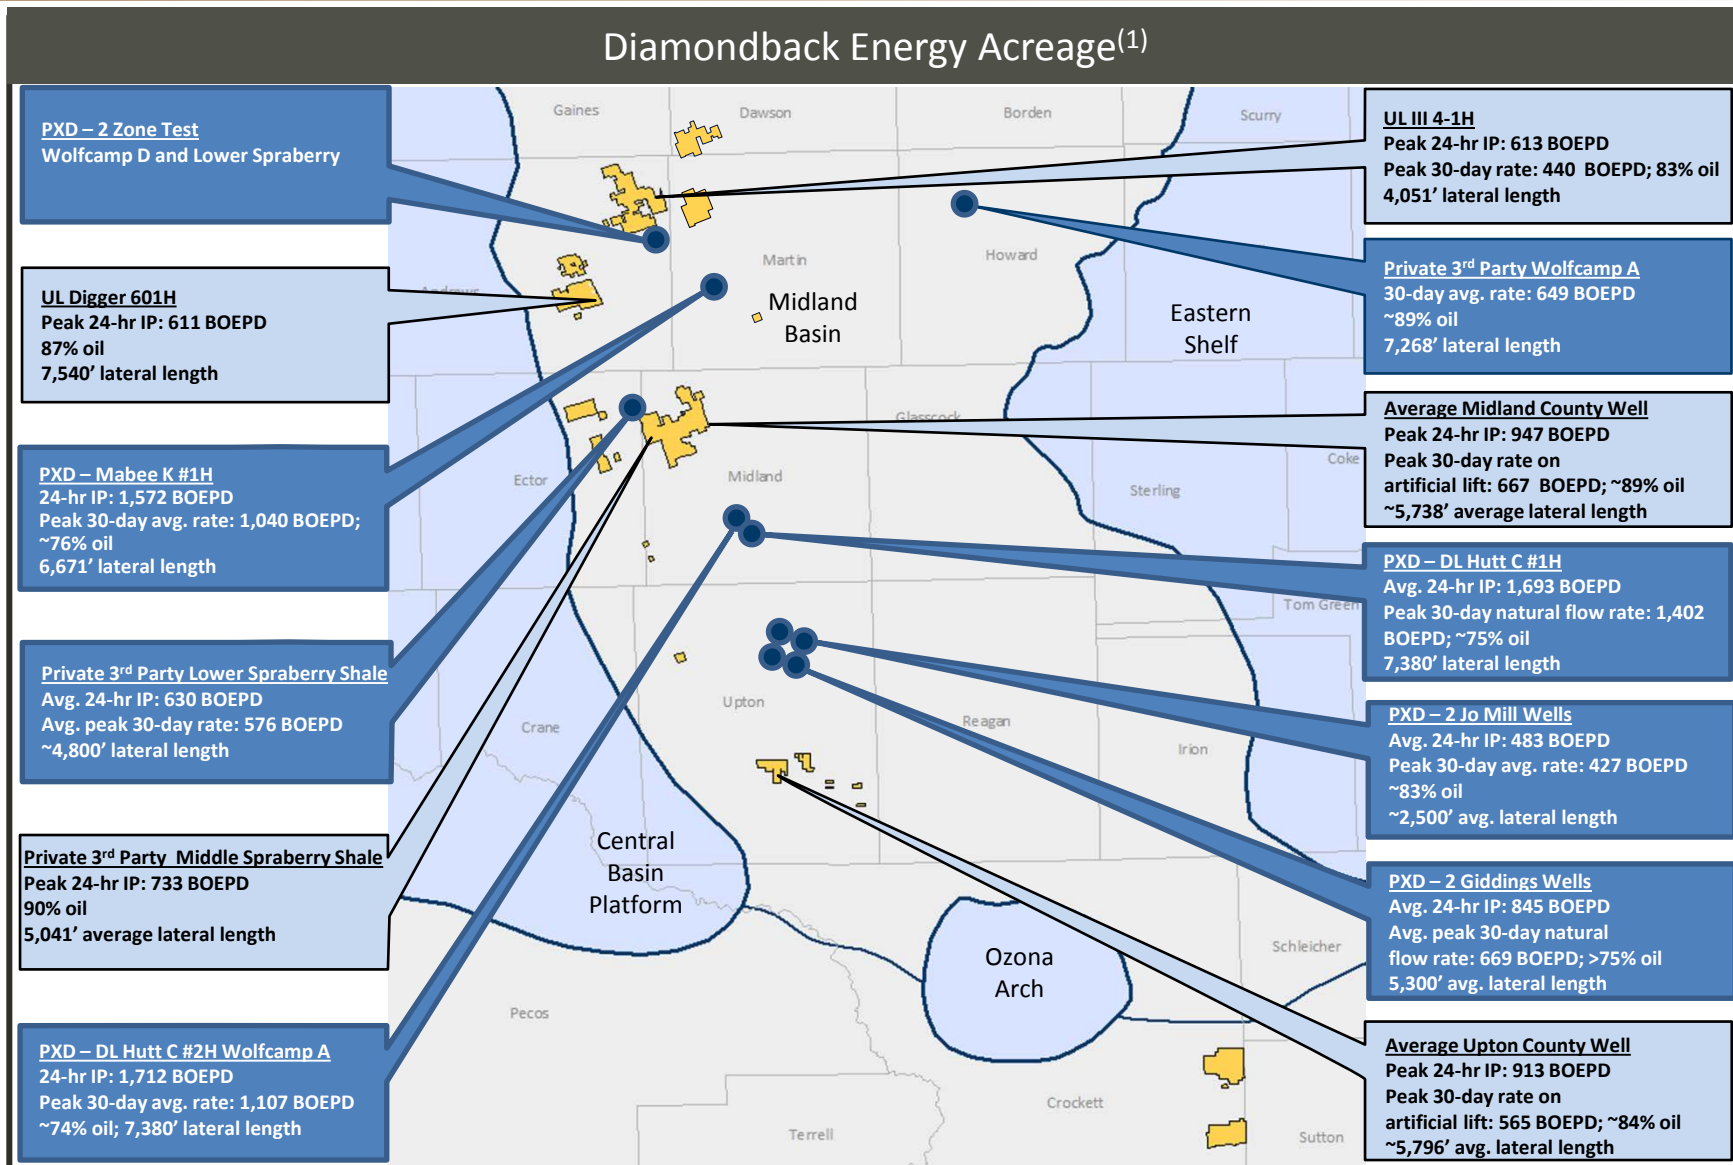 Diamondback Energy Acreage(1)
PXD – 2 Zone Test
Wolfcamp D and Lower Spraberry
UL Digger 601H
Peak 24-hr IP: 611 BOEPD
87% oil
7,540’ lateral length
PXD – Mabee K #1H
24-hr IP: 1,572 BOEPD
Peak 30-day avg. rate: 1,040 BOEPD;
~76% oil
6,671’ lateral length
Private 3rd Party Lower Spraberry Shale
Avg. 24-hr IP: 630 BOEPD
Avg. peak 30-day rate: 576 BOEPD
~4,800’ lateral length
Private 3rd Party Middle Spraberry Shale
Peak 24-hr IP: 733 BOEPD
90% oil
5,041’ average lateral length
PXD – DL Hutt C #2H Wolfcamp A
24-hr IP: 1,712 BOEPD
Peak 30-day avg. rate: 1,107 BOEPD
~74% oil; 7,380’ lateral length
Gaines
Dawson
Borden
Scurry
Andrews
Martin
Howard
Midland
Basin
Eastern
Shelf
Glasscock
Ector
Midland
Sterling
Coke
Tom Green
Crane
Upton
Reagan
Irion
Central
Basin
Platform
Ozona
Arch
Schleicher
Pecos
Terrell
Crockett
Sutton
UL III 4-1H
Peak 24-hr IP: 613 BOEPD
Peak 30-day rate: 440 BOEPD; 83% oil
4,051’ lateral length
Private 3rd Party Wolfcamp A
30-day avg. rate: 649 BOEPD
~89% oil
7,268’ lateral length
Average Midland County Well
Peak 24-hr IP: 947 BOEPD
Peak 30-day rate on
artificial lift: 667 BOEPD; ~89% oil
~5,738’ average lateral length
PXD – DL Hutt C #1H
Avg. 24-hr IP: 1,693 BOEPD
Peak 30-day natural flow rate: 1,402
BOEPD; ~75% oil
7,380’ lateral length
PXD – 2 Jo Mill Wells
Avg. 24-hr IP: 483 BOEPD
Peak 30-day avg. rate: 427 BOEPD
~83% oil
~2,500’ avg. lateral length
PXD – 2 Giddings Wells
Avg. 24-hr IP: 845 BOEPD
Avg. peak 30-day natural
flow rate: 669 BOEPD; >75% oil
5,300’ avg. lateral length
Average Upton County Well
Peak 24-hr IP: 913 BOEPD
Peak 30-day rate on
artificial lift: 565 BOEPD; ~84% oil
~5,796’ avg. lateral length